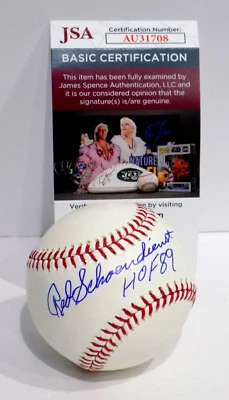 JSA
Certification Number:
AU31708
BASIC CERTIFICATION
This item has been fully examined by
James Spence Authentication, LLC and it
is our considered opinion that the
signature(s) is/are genuine.
NATURE
Red Schoendienst
HOF 89